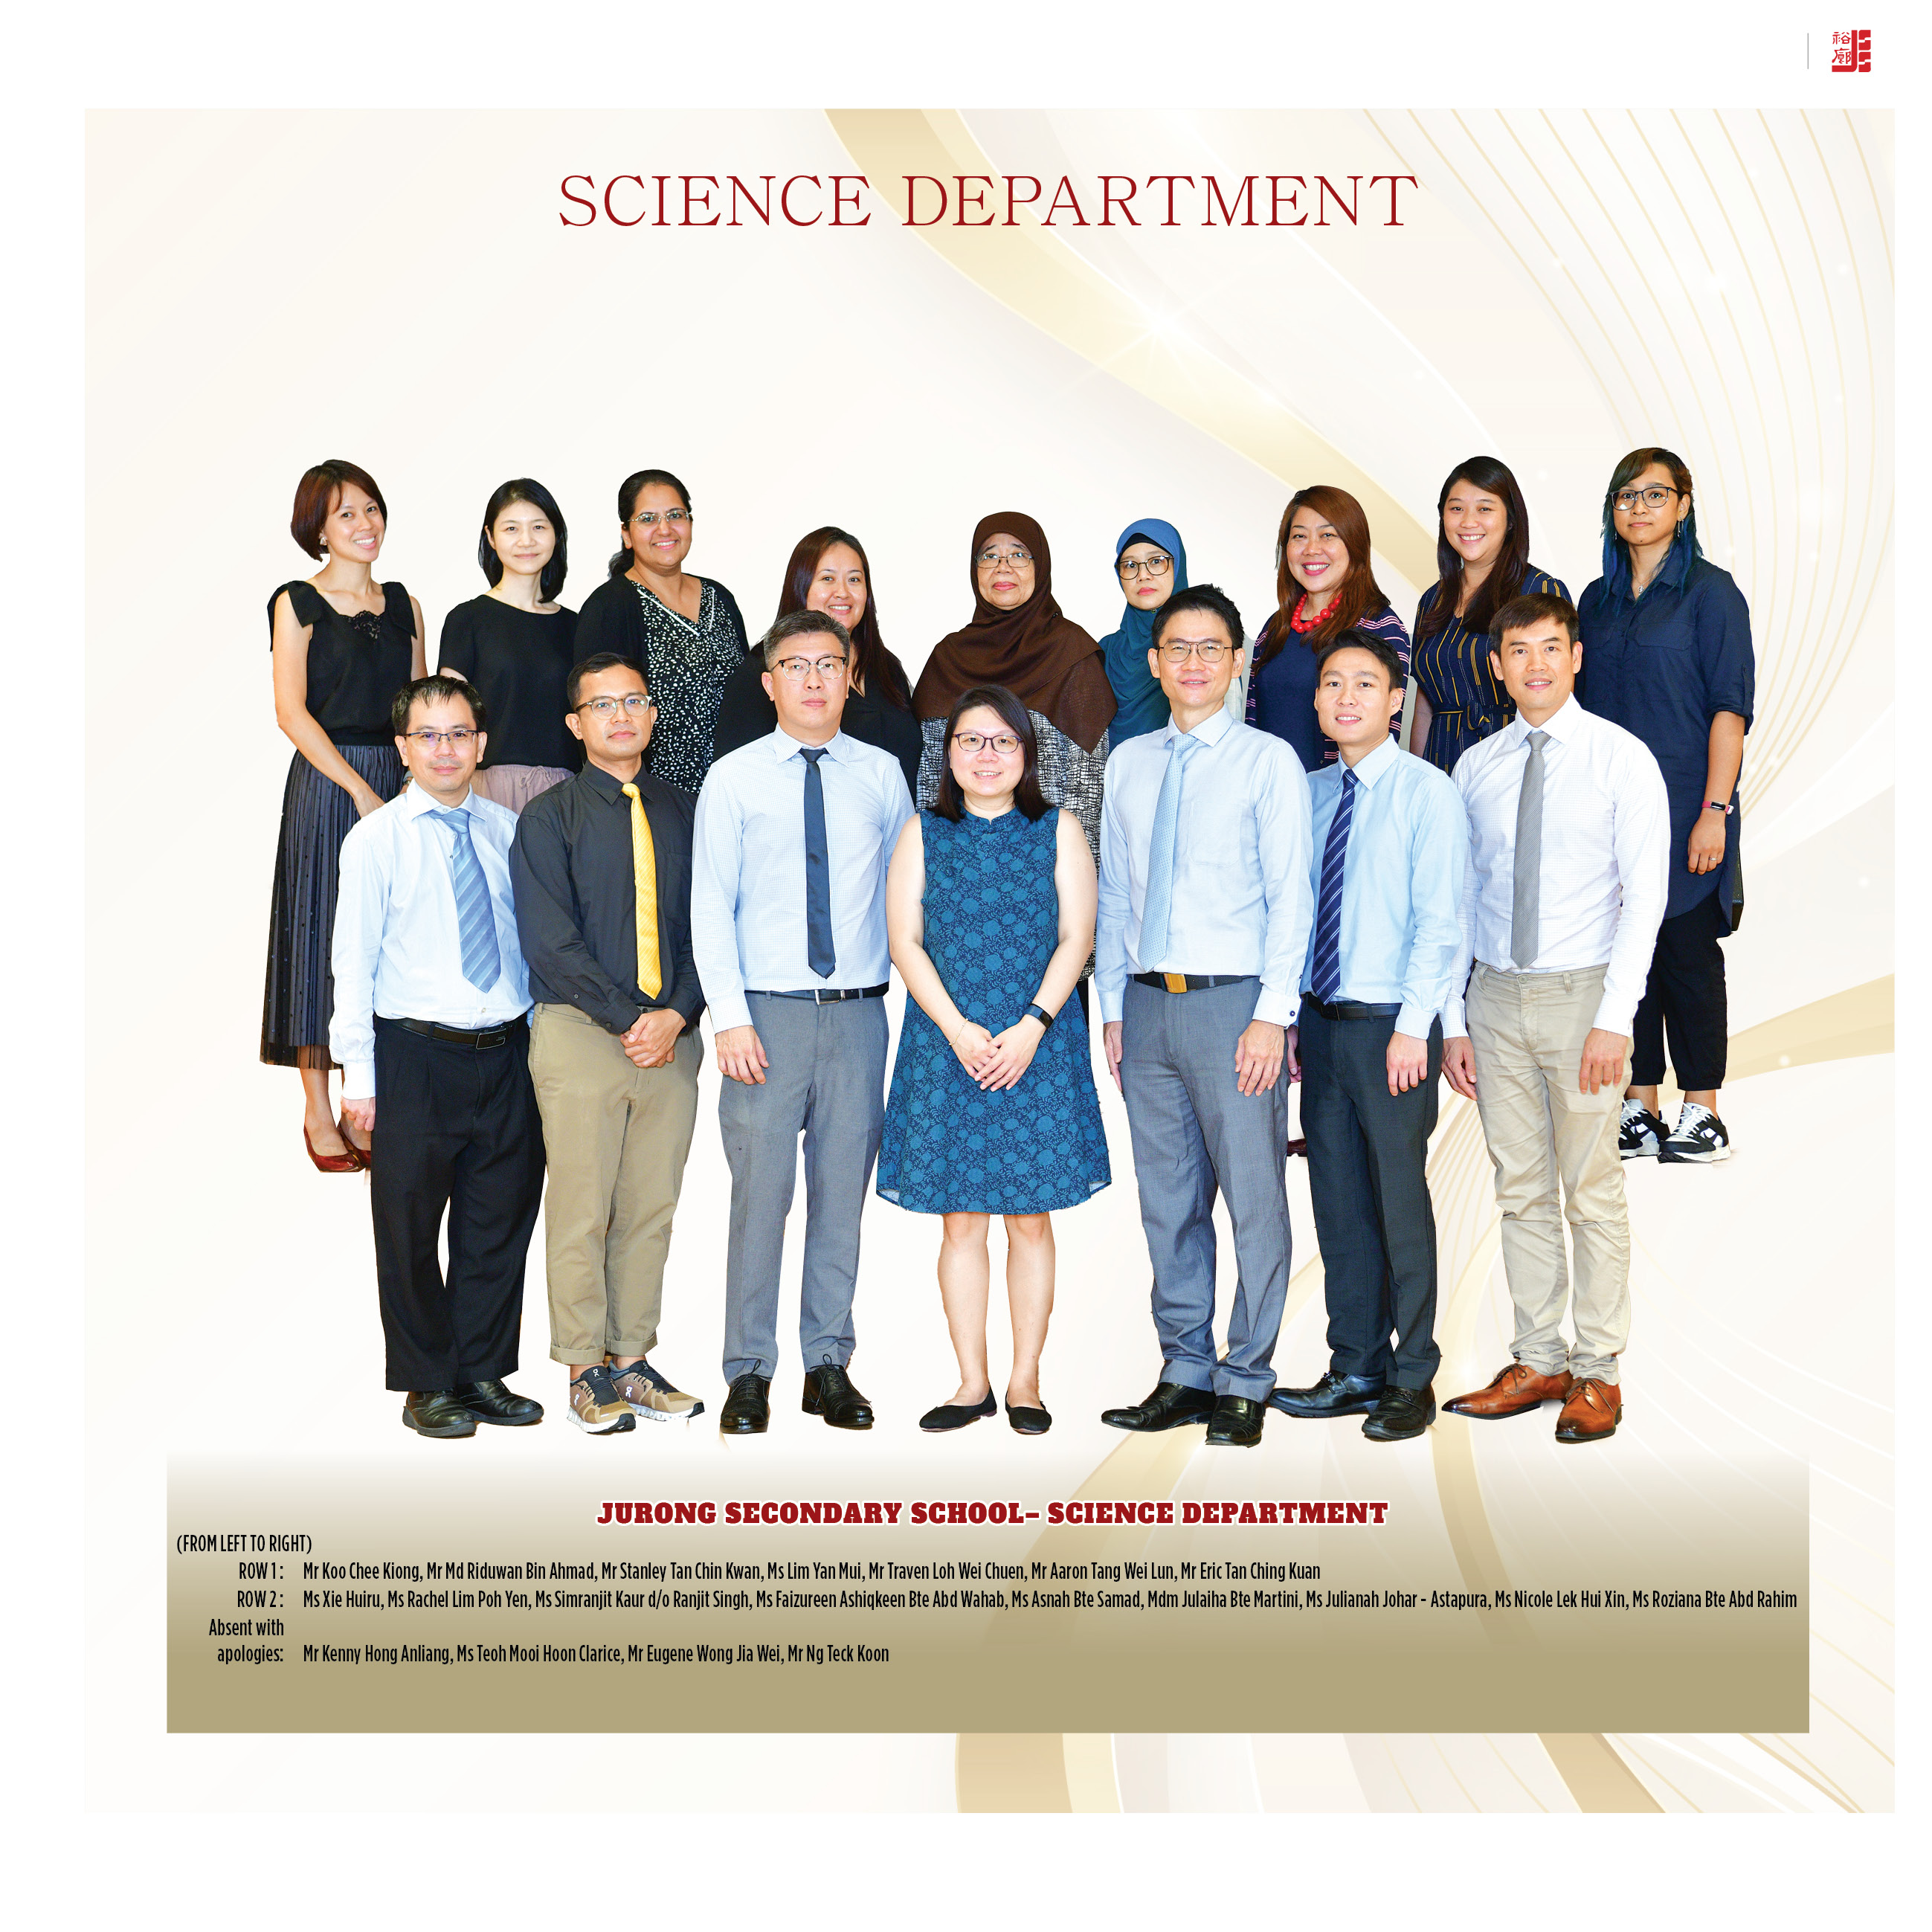 裕廊
SCIENCE DEPARTMENT
JURONG SECONDARY SCHOOL– SCIENCE DEPARTMENT
(FROM LEFT TO RIGHT)
ROW 1 : Mr Koo Chee Kiong, Mr Md Riduwan Bin Ahmad, Mr Stanley Tan Chin Kwan, Ms Lim Yan Mui, Mr Traven Loh Wei Chuen, Mr Aaron Tang Wei Lun, Mr Eric Tan Ching Kuan
ROW 2 : Ms Xie Huiru, Ms Rachel Lim Poh Yen, Ms Simranjit Kaur d/o Ranjit Singh, Ms Faizureen Ashiqkeen Bte Abd Wahab, Ms Asnah Bte Samad, Mdm Julaiha Bte Martini, Ms Julianah Johar - Astapura, Ms Nicole Lek Hui Xin, Ms Roziana Bte Abd Rahim
Absent with
apologies: Mr Kenny Hong Anliang, Ms Teoh Mooi Hoon Clarice, Mr Eugene Wong Jia Wei, Mr Ng Teck Koon